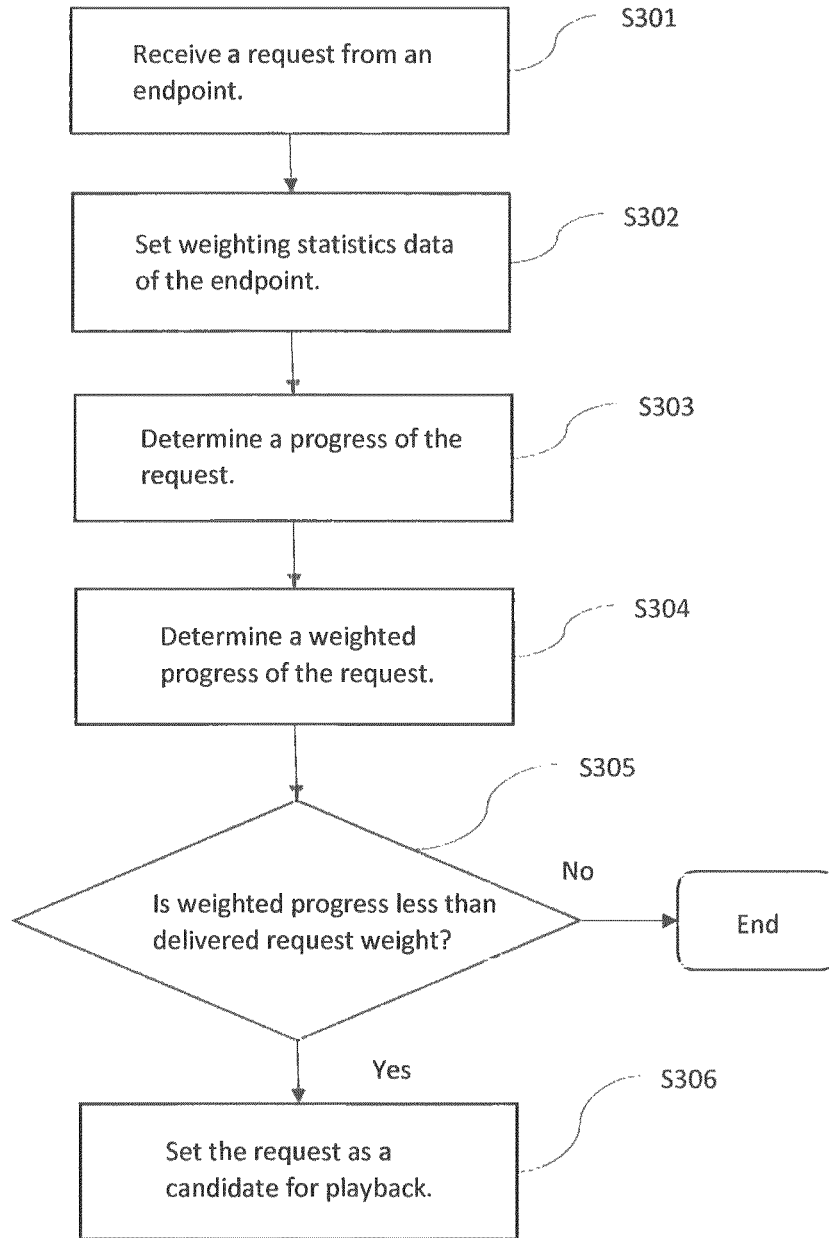 Receive a request from an
endpoint.
S301
Set weighting statistics data
of the endpoint.
S302
Determine a progress of the
request.
S303
Determine a weighted
progress of the request.
S304
Is weighted progress less than
delivered request weight?
S305
No
End
Yes
Set the request as a
candidate for playback.
S306